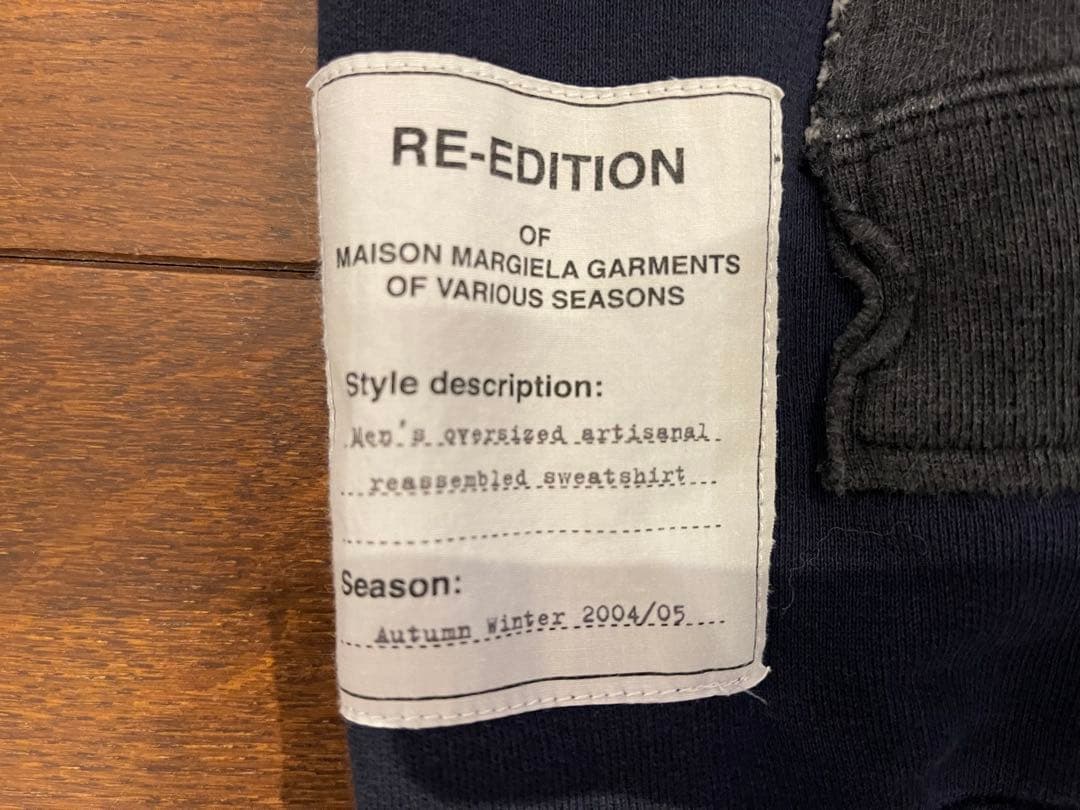 RE-EDITION
OF
MAISON MARGIELA GARMENTS
OF VARIOUS SEASONS
Style description:
Men's oversized artisanal
reassembled sweatshirt
Season:
Autumn Winter 2004/05